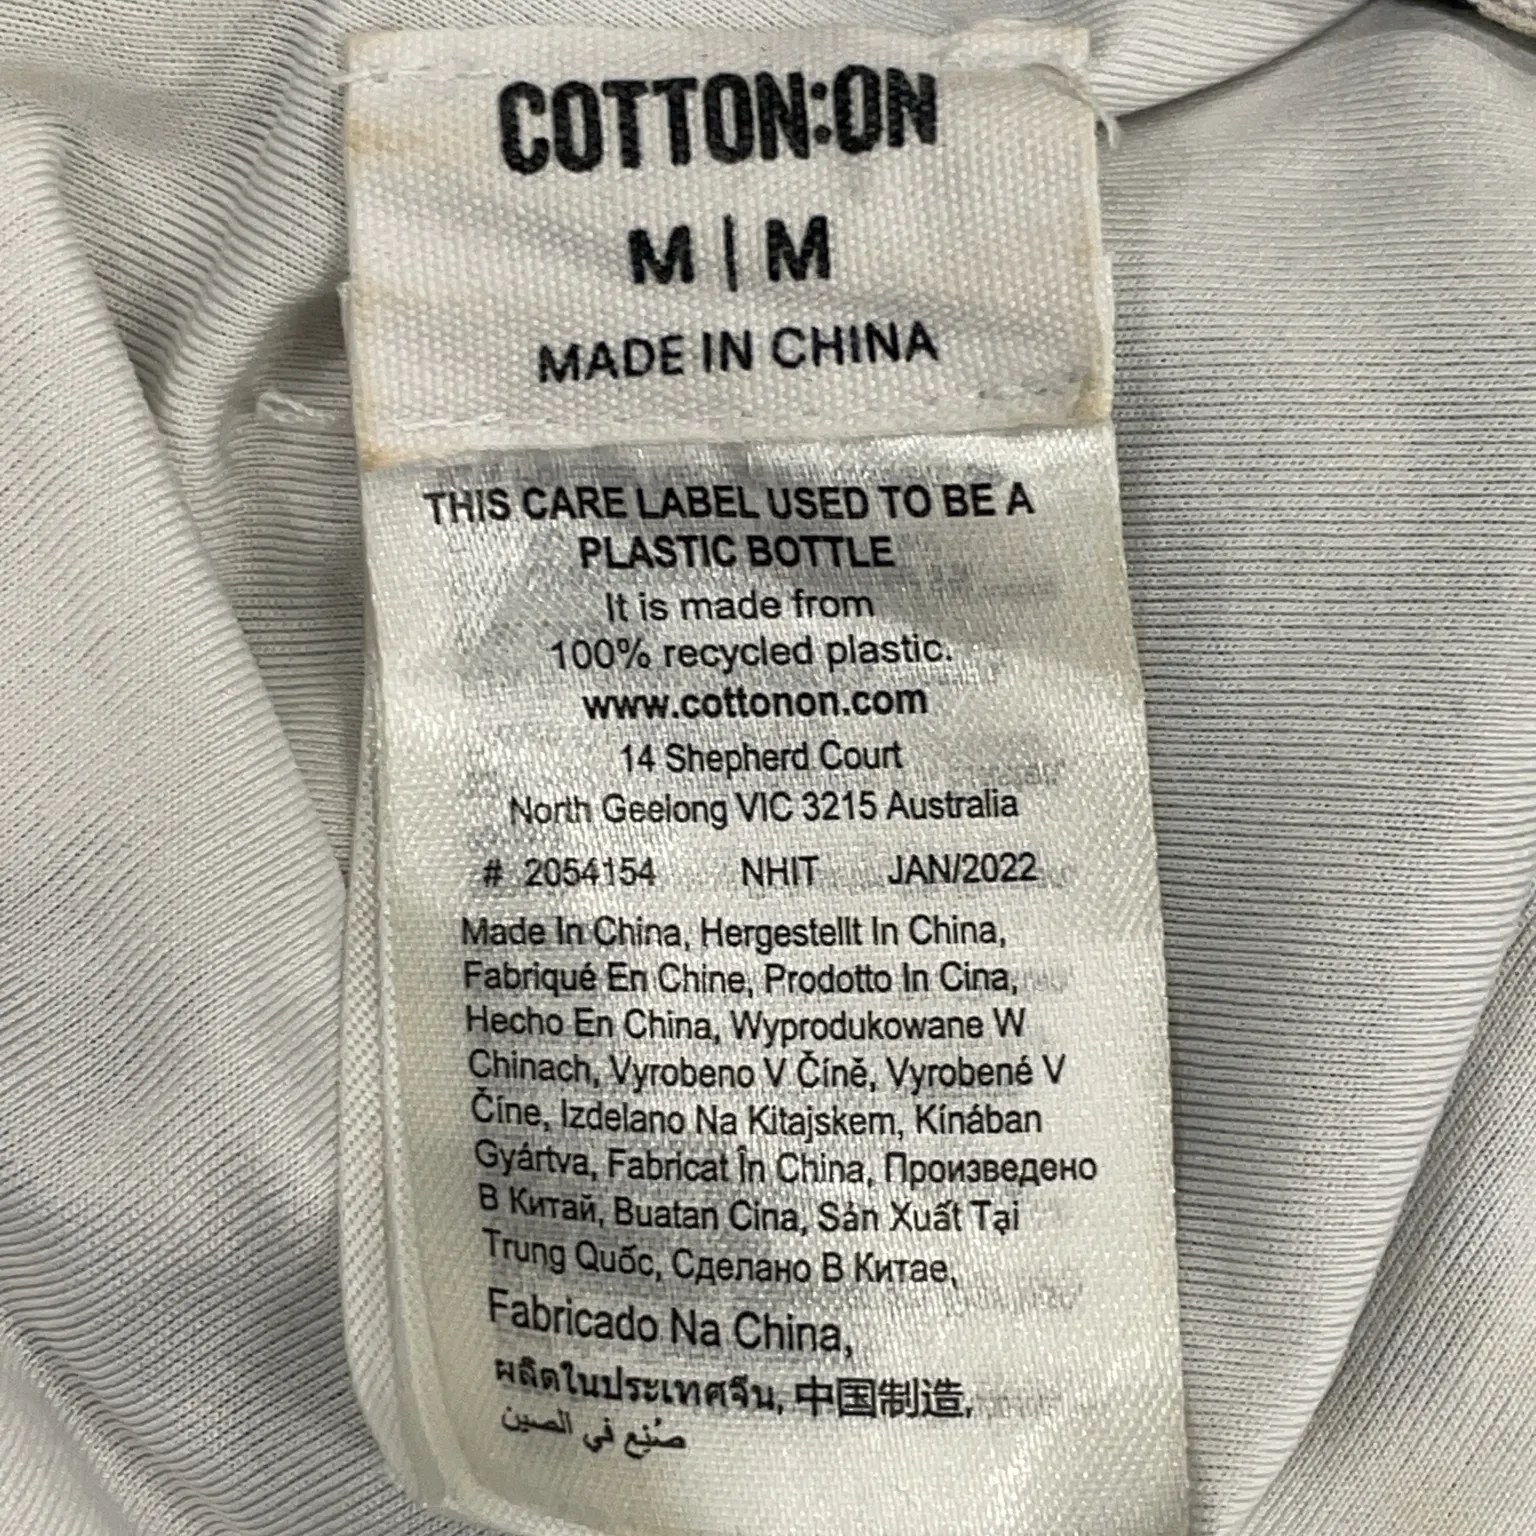 COTTON:ON
M | M
MADE IN CHINA
THIS CARE LABEL USED TO BE A
PLASTIC BOTTLE
It is made from
100% recycled plastic.
www.cottonon.com
14 Shepherd Court
North Geelong VIC 3215 Australia
# 2054154 NHIT JAN/2022
Made In China, Hergestellt In China,
Fabriqué En Chine, Prodotto In Cina,
Hecho En China, Wyprodukowane W
Chinach, Vyrobeno V Číně, Vyrobené V
Číne, Izdelano Na Kitajskem, Kínában
Gyártva, Fabricat În China, Произведено
В Китай, Buatan Cina, Sản Xuất Tại
Trung Quốc, Сделано В Китае,
Fabricado Na China,
ผลิตในประเทศจีน, 中国制造,
صُنِع في الصين